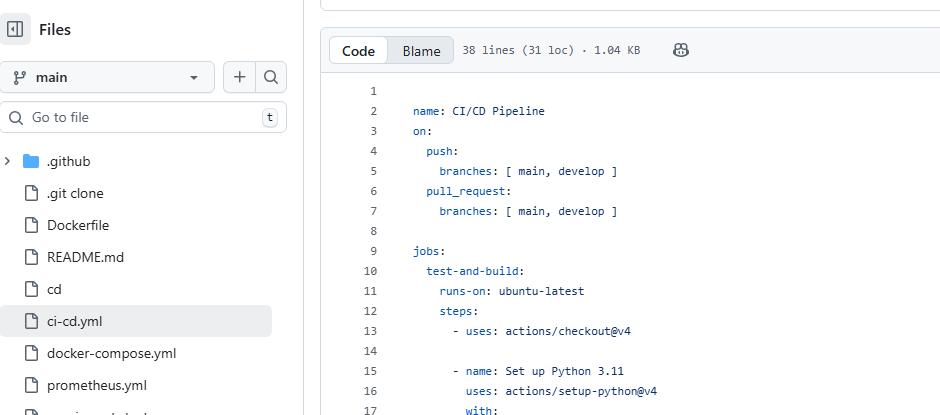 Files
main
Go to file
t
.github
.git clone
Dockerfile
README.md
cd
ci-cd.yml
docker-compose.yml
prometheus.yml
Code Blame 38 lines (31 loc) · 1.04 KB
1
2 name: CI/CD Pipeline
3 on:
4 push:
5 branches: [ main, develop ]
6 pull_request:
7 branches: [ main, develop ]
8
9 jobs:
10 test-and-build:
11 runs-on: ubuntu-latest
12 steps:
13 - uses: actions/checkout@v4
14
15 - name: Set up Python 3.11
16 uses: actions/setup-python@v4
17 with: